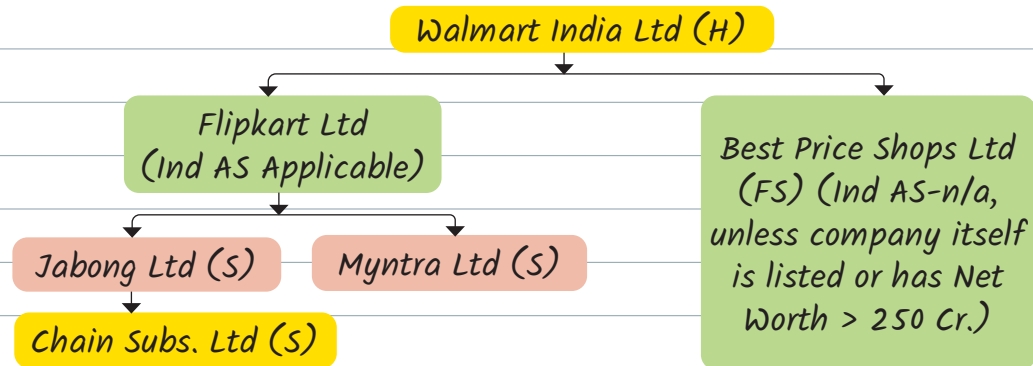 Walmart India Ltd (H)
Flipkart Ltd
(Ind AS Applicable)
Best Price Shops Ltd
(FS) (Ind AS-n/a,
unless company itself
is listed or has Net
Worth > 250 Cr.)
Jabong Ltd (S)
Myntra Ltd (S)
Chain Subs. Ltd (S)